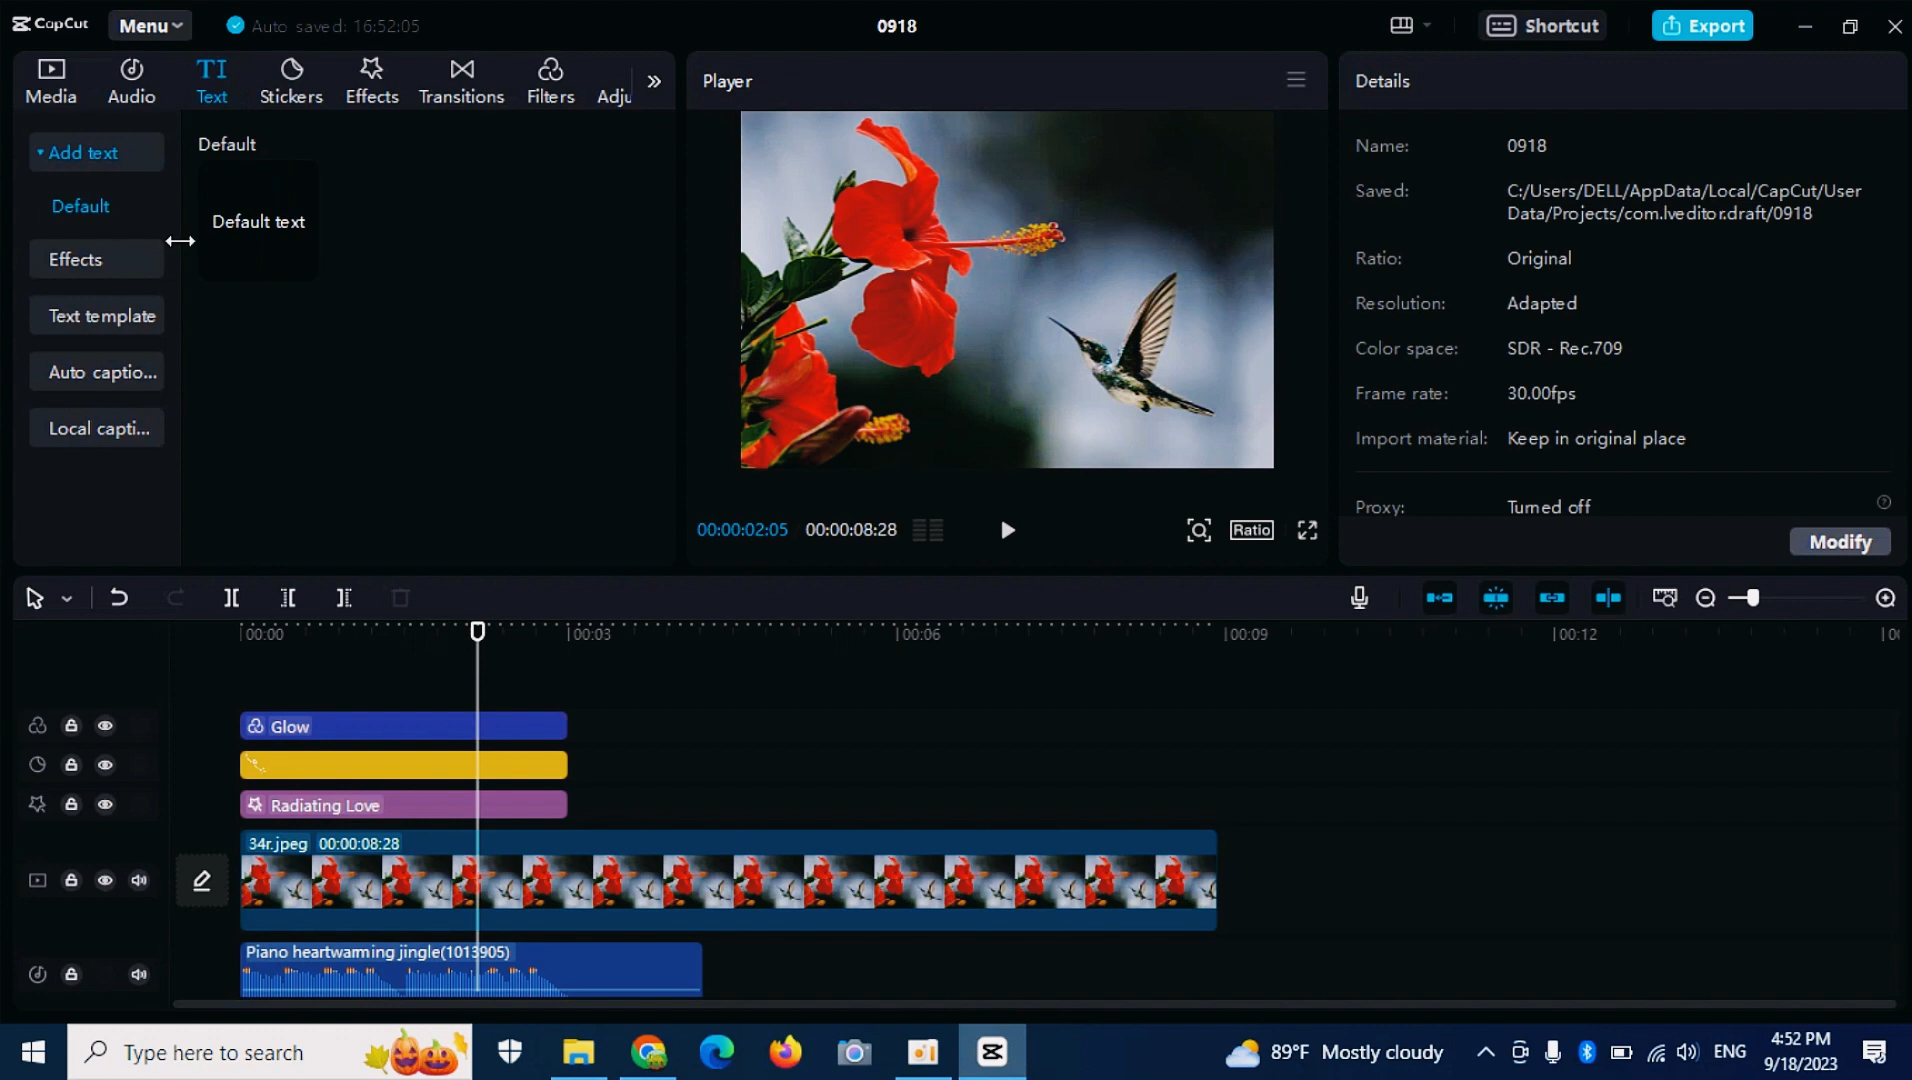 CapCut
Menu
Auto saved: 16:52:05
0918
Shortcut
Export
Media
Audio
TI
Text
Stickers
Effects
Transitions
Filters
Adju
Player
Details
Add text
Default
Effects
Text template
Auto captio...
Local capti...
Default
Default text
00:00:02:05
00:00:08:28
Ratio
Name:
0918
Saved:
C:/Users/DELL/AppData/Local/CapCut/User
Data/Projects/com.lveditor.draft/0918
Ratio:
Original
Resolution:
Adapted
Color space:
SDR - Rec.709
Frame rate:
30.00fps
Import material:
Keep in original place
Proxy:
Turned off
Modify
00:00
00:03
00:06
00:09
00:12
Glow
Radiating Love
34r.jpeg 00:00:08:28
Piano heartwarming jingle(1013905)
Type here to search
89°F Mostly cloudy
ENG
4:52 PM
9/18/2023